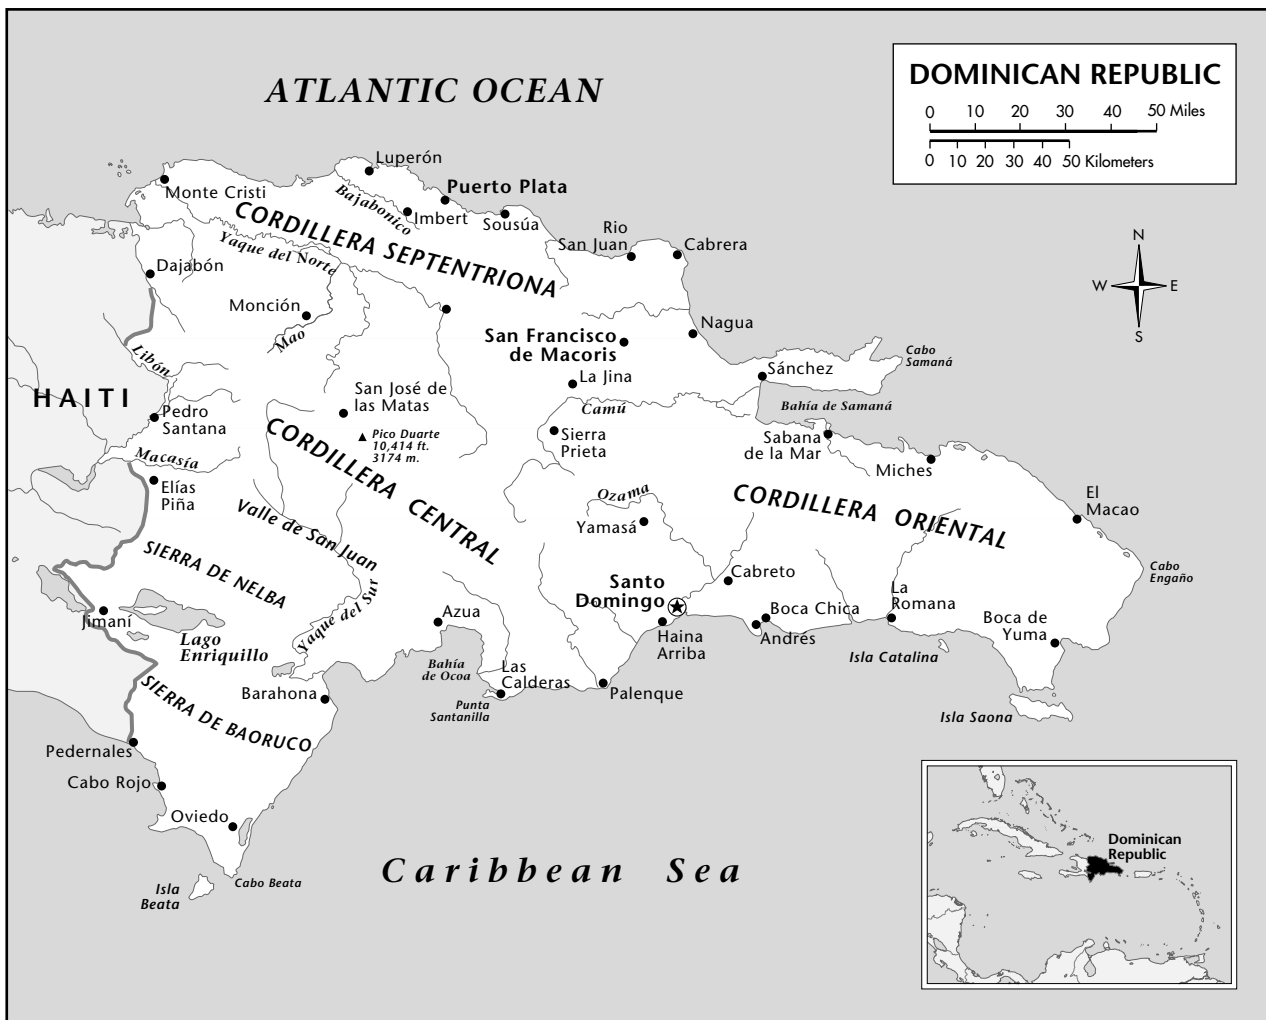 ATLANTIC OCEAN
DOMINICAN REPUBLIC
0 10 20 30 40 50 Miles
0 10 20 30 40 50 Kilometers
Luperón
Monte Cristi
Puerto Plata
Bajabonico
Imbert
Sousúa
CORDILLERA SEPTENTRIONA
Rio
San Juan
Cabrera
Yaque del Norte
Dajabón
N
W
E
S
Monción
Mao
San Francisco
de Macoris
Nagua
Libón
La Jina
Sánchez
Cabo
Samaná
HAITI
San José de
las Matas
Camú
Bahía de Samaná
Pedro
Santana
Pico Duarte
10,414 ft.
3174 m.
CORDILLERA CENTRAL
Sierra
Prieta
Sabana
de la Mar
Miches
Macasía
Elías
Piña
Ozama
CORDILLERA ORIENTAL
El
Macao
Valle de San Juan
Yamasá
SIERRA DE NELBA
Cabreto
Cabo
Engaño
Santo
Domingo
La
Romana
Jimaní
Yaque del Sur
Azua
Boca Chica
Boca de
Yuma
Lago
Enriquillo
Haina
Arriba
Andrés
Isla Catalina
Bahía
de Ocoa
Las
Calderas
SIERRA DE BAORUCO
Barahona
Palenque
Punta
Santanilla
Isla Saona
Pedernales
Cabo Rojo
Oviedo
Caribbean Sea
Isla
Beata
Cabo Beata
Dominican
Republic